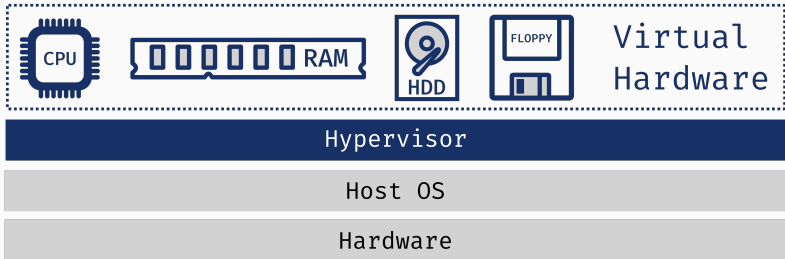 CPU
RAM
HDD
FLOPPY
Virtual
Hardware
Hypervisor
Host OS
Hardware